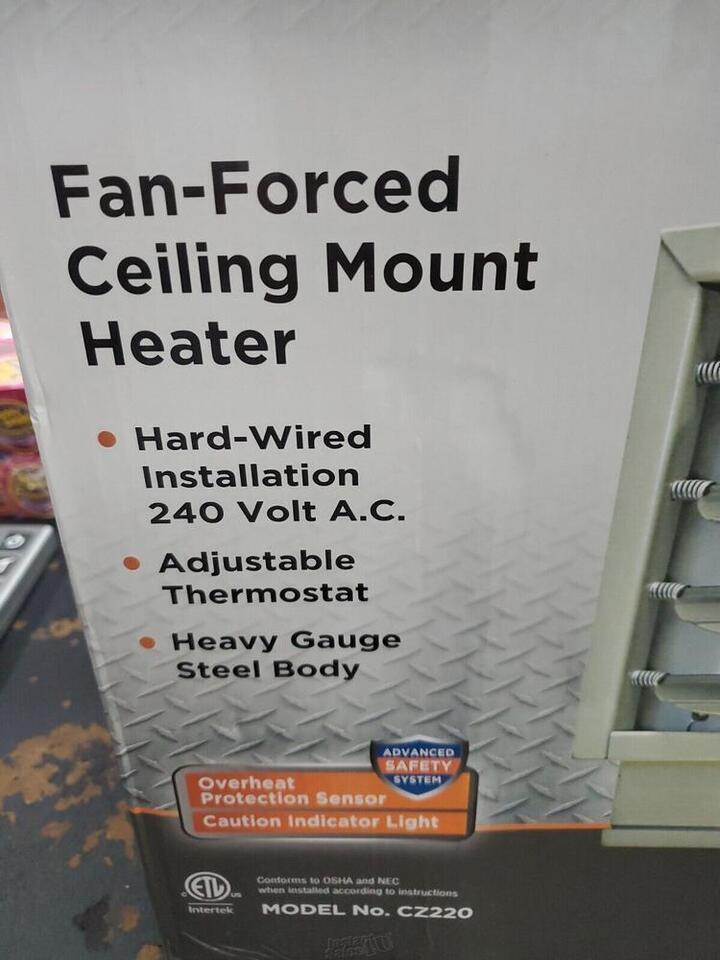 Fan-Forced
Ceiling Mount
Heater
• Hard-Wired
Installation
240 Volt A.C.
• Adjustable
Thermostat
• Heavy Gauge
Steel Body
ADVANCED
SAFETY
SYSTEM
Overheat
Protection Sensor
Caution Indicator Light
ETL
C US
Intertek
Conforms to OSHA and NEC
when installed according to instructions
MODEL No. CZ220